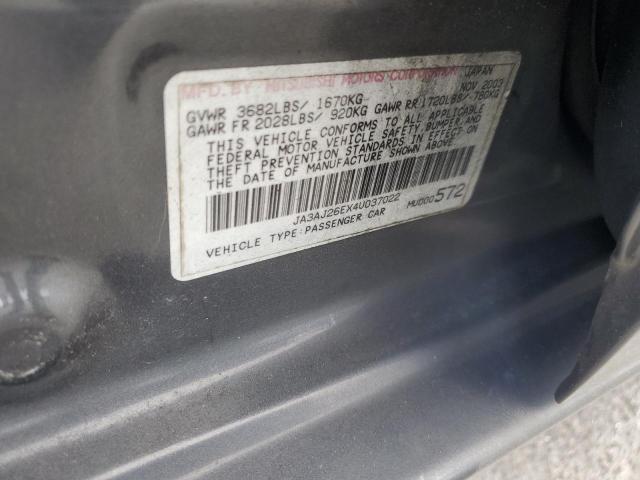 MFD. BY MITSUBISHI MOTORS CORPORATION JAPAN
NOV 2003
GVWR 3682LBS/ 1670KG
GAWR FR 2028LBS/ 920KG GAWR RR 1720LBS/ 780KG
THIS VEHICLE CONFORMS TO ALL APPLICABLE
FEDERAL MOTOR VEHICLE SAFETY, BUMPER, AND
THEFT PREVENTION STANDARDS IN EFFECT ON
THE DATE OF MANUFACTURE SHOWN ABOVE.
JA3AJ26EX4U037022
MU000572
VEHICLE TYPE:PASSENGER CAR